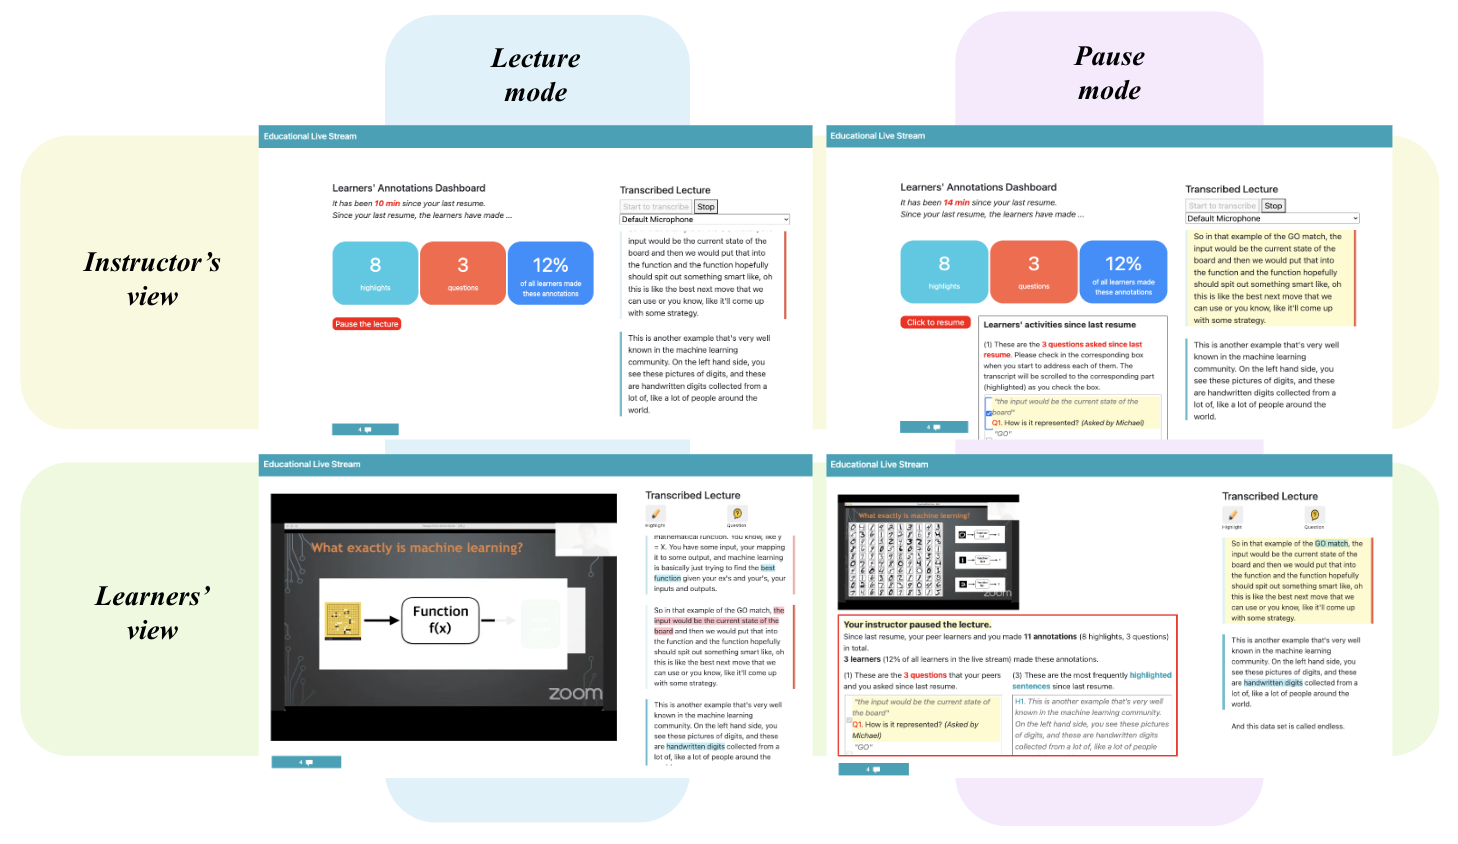 Lecture
mode
Pause
mode
Instructor's
view
Learners'
view
Educational Live Stream
Learners' Annotations Dashboard
It has been 10 min since your last resume.
Since your last resume, the learners have made ...
8
highlights
3
questions
12%
of all learners made
these annotations
Pause the lecture
4
Transcribed Lecture
Start to transcribe Stop
Default Microphone
input would be the current state of the
board and then we would put that into
the function and the function hopefully
should spit out something smart like, oh
this is like the best next move that we
can use or you know, like it'll come up
with some strategy.
This is another example that's very well
known in the machine learning
community. On the left hand side, you
see these pictures of digits, and these
are handwritten digits collected from a
lot of, like a lot of people around the
world.
Educational Live Stream
Learners' Annotations Dashboard
It has been 14 min since your last resume.
Since your last resume, the learners have made ...
8
highlights
3
questions
12%
of all learners made
these annotations
Click to resume
Learners' activities since last resume
(1) These are the 3 questions asked since last
resume. Please check in the corresponding box
when you start to address each of them. The
transcript will be scrolled to the corresponding part
(highlighted) as you check the box.
"the input would be the current state of the
board"
Q1. How is it represented? (Asked by Michael)
"GO"
4
Transcribed Lecture
Start to transcribe Stop
Default Microphone
So in that example of the GO match, the
input would be the current state of the
board and then we would put that into
the function and the function hopefully
should spit out something smart like, oh
this is like the best next move that we
can use or you know, like it'll come up
with some strategy.
This is another example that's very well
known in the machine learning
community. On the left hand side, you
see these pictures of digits, and these
are handwritten digits collected from a
lot of, like a lot of people around the
world.
Educational Live Stream
What exactly is machine learning?
Function
f(x)
zoom
4
Transcribed Lecture
Highlight
Question
mathematical function. You know, like y
= X. You have some input, your mapping
it to some output, and machine learning
is basically just trying to find the best
function given your ex's and your's, your
inputs and outputs.
So in that example of the GO match, the
input would be the current state of the
board and then we would put that into
the function and the function hopefully
should spit out something smart like, oh
this is like the best next move that we
can use or you know, like it'll come up
with some strategy.
This is another example that's very well
known in the machine learning
community. On the left hand side, you
see these pictures of digits, and these
are handwritten digits collected from a
lot of, like a lot of people around the
Educational Live Stream
What exactly is machine learning?
zoom
Your instructor paused the lecture.
Since last resume, your peer learners and you made 11 annotations (8 highlights, 3 questions)
in total.
3 learners (12% of all learners in the live stream) made these annotations.
(1) These are the 3 questions that your peers
and you asked since last resume.
"the input would be the current state of
the board"
Q1. How is it represented? (Asked by
Michael)
"GO"
(3) These are the most frequently highlighted
sentences since last resume.
H1. This is another example that's very well
known in the machine learning community.
On the left hand side, you see these pictures
of digits, and these are handwritten digits
collected from a lot of, like a lot of people
4
Transcribed Lecture
Highlight
Question
So in that example of the GO match, the
input would be the current state of the
board and then we would put that into
the function and the function hopefully
should spit out something smart like, oh
this is like the best next move that we
can use or you know, like it'll come up
with some strategy.
This is another example that's very well
known in the machine learning
community. On the left hand side, you
see these pictures of digits, and these
are handwritten digits collected from a
lot of, like a lot of people around the
world.
And this data set is called endless.